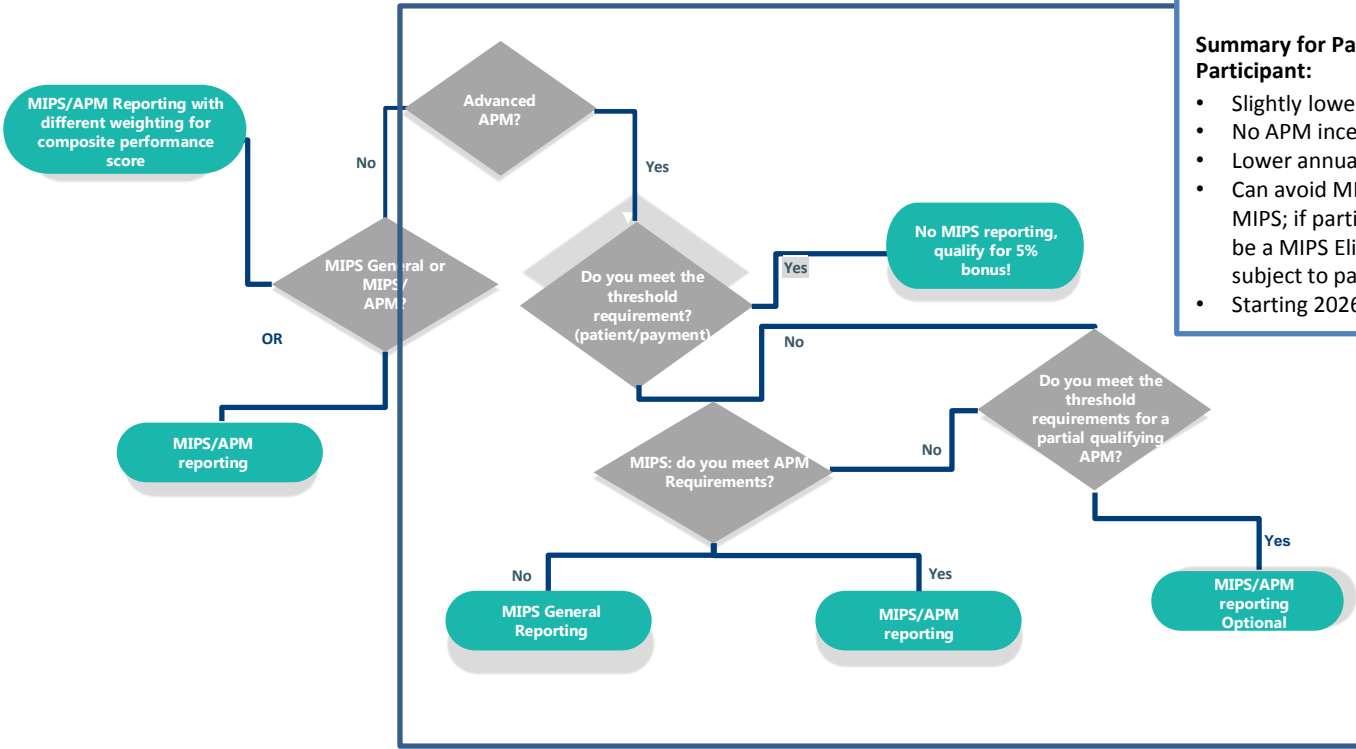 Summary for Pa
Participant:
• Slightly lowe
• No APM ince
• Lower annua
• Can avoid MI
MIPS; if parti
be a MIPS Eli
subject to pa
• Starting 2026
Advanced
APM?
MIPS/APM Reporting with
different weighting for
composite performance
score
No
Yes
No MIPS reporting,
qualify for 5%
bonus!
MIPS General or
MIPS/
APM?
Do you meet the
threshold
requirement?
(patient/payment)
Yes
OR
No
Do you meet the
threshold
requirements for a
partial qualifying
APM?
MIPS/APM
reporting
MIPS: do you meet APM
Requirements?
No
Yes
No
Yes
MIPS General
Reporting
MIPS/APM
reporting
MIPS/APM
reporting
Optional